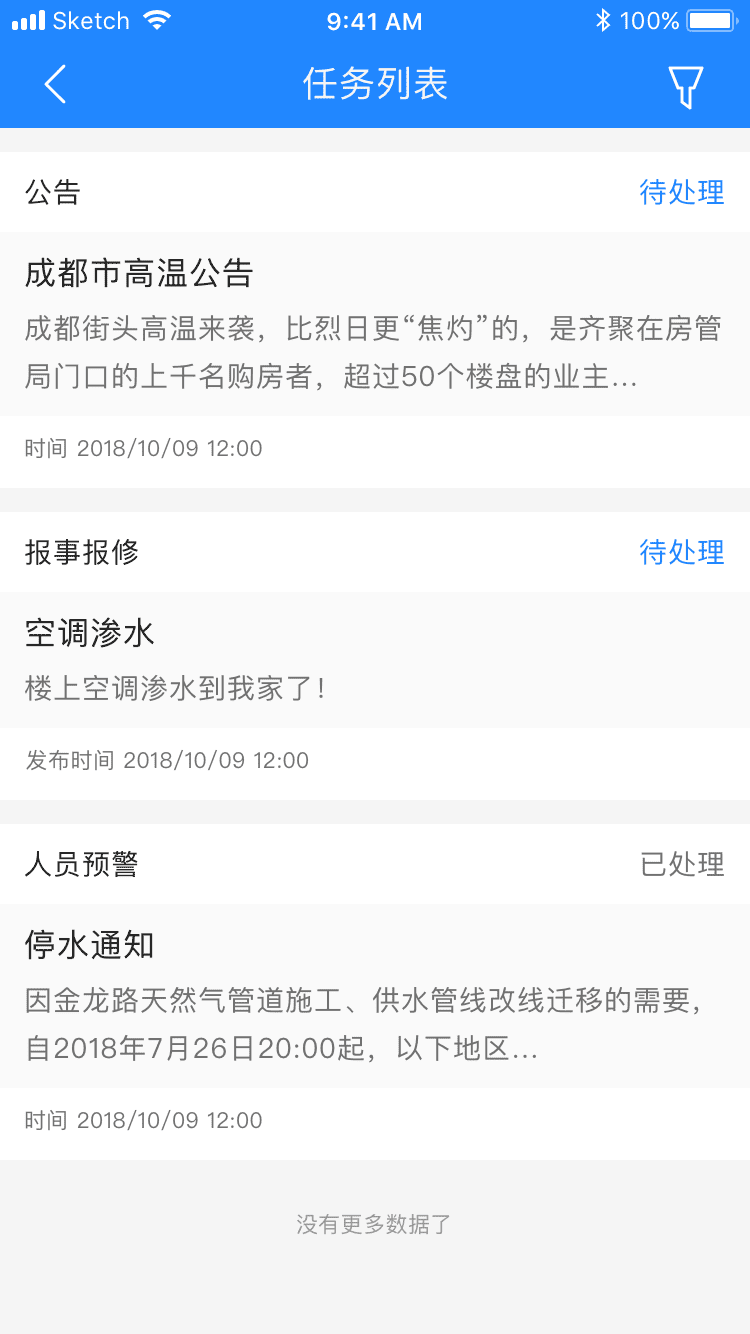 Sketch 9:41 AM 100%
任务列表
公告 待处理
成都市高温公告
成都街头高温来袭，比烈日更“焦灼”的，是齐聚在房管
局门口的上千名购房者，超过50个楼盘的业主...
时间 2018/10/09 12:00
报事报修 待处理
空调渗水
楼上空调渗水到我家了！
发布时间 2018/10/09 12:00
人员预警 已处理
停水通知
因金龙路天然气管道施工、供水管线改线迁移的需要，
自2018年7月26日20:00起，以下地区...
时间 2018/10/09 12:00
没有更多数据了